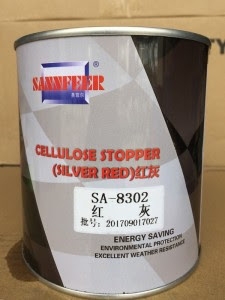 SANNFEER
CELLULOSE STOPPER
(SILVER RED)红灰
SA-8302
红 灰
批号: 201709017027
ENERGY SAVING
ENVIRONMENTAL PROTECTION
EXCELLENT WEATHER RESISTANCE